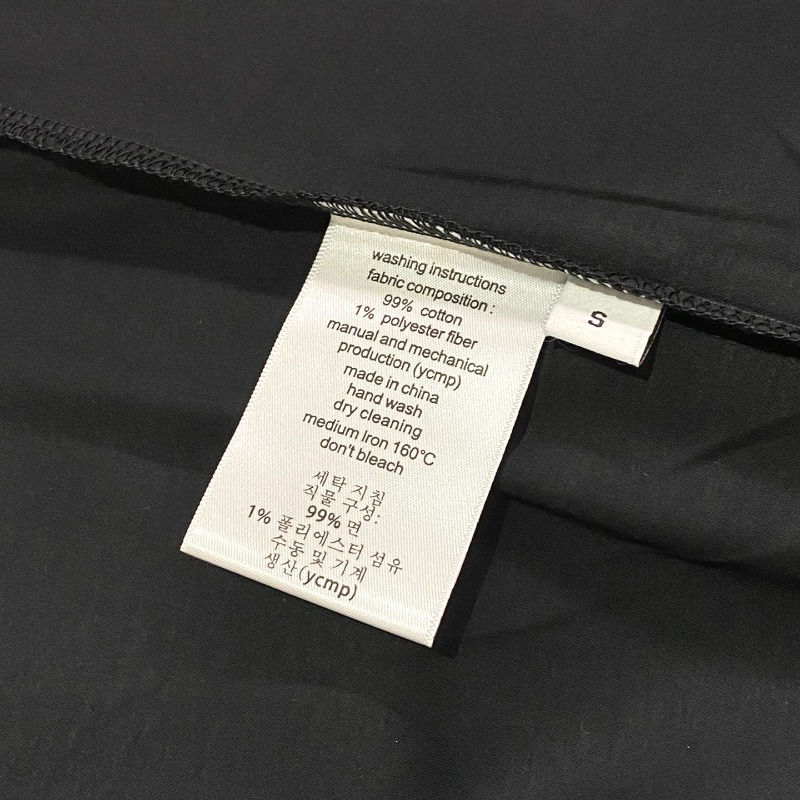 washing instructions
fabric composition :
99% cotton
1% polyester fiber
manual and mechanical
production (ycmp)
made in china
hand wash
dry cleaning
medium Iron 160°C
don't bleach
세탁 지침
직물 구성:
99% 면
1% 폴리에스터 섬유
수동 및 기계
생산(ycmp)
S